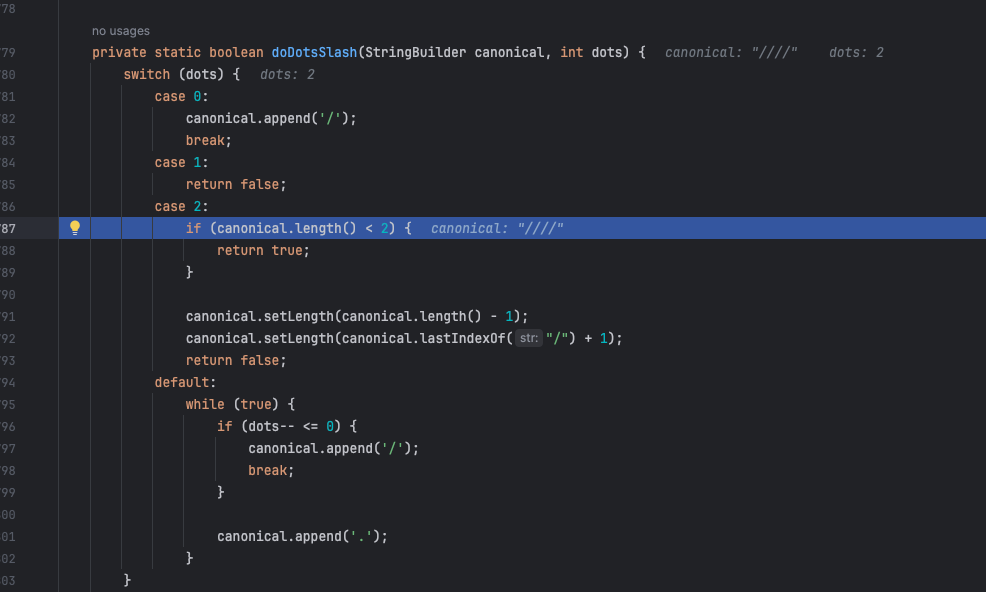 78
no usages
79 private static boolean doDotsSlash(StringBuilder canonical, int dots) { canonical: "////" dots: 2
80 switch (dots) { dots: 2
81 case 0:
82 canonical.append('/');
83 break;
84 case 1:
85 return false;
86 case 2:
87 if (canonical.length() < 2) { canonical: "////"
88 return true;
89 }
90
91 canonical.setLength(canonical.length() - 1);
92 canonical.setLength(canonical.lastIndexOf( str: "/") + 1);
93 return false;
94 default:
95 while (true) {
96 if (dots-- <= 0) {
97 canonical.append('/');
98 break;
99 }
00
01 canonical.append('.');
02 }
03 }